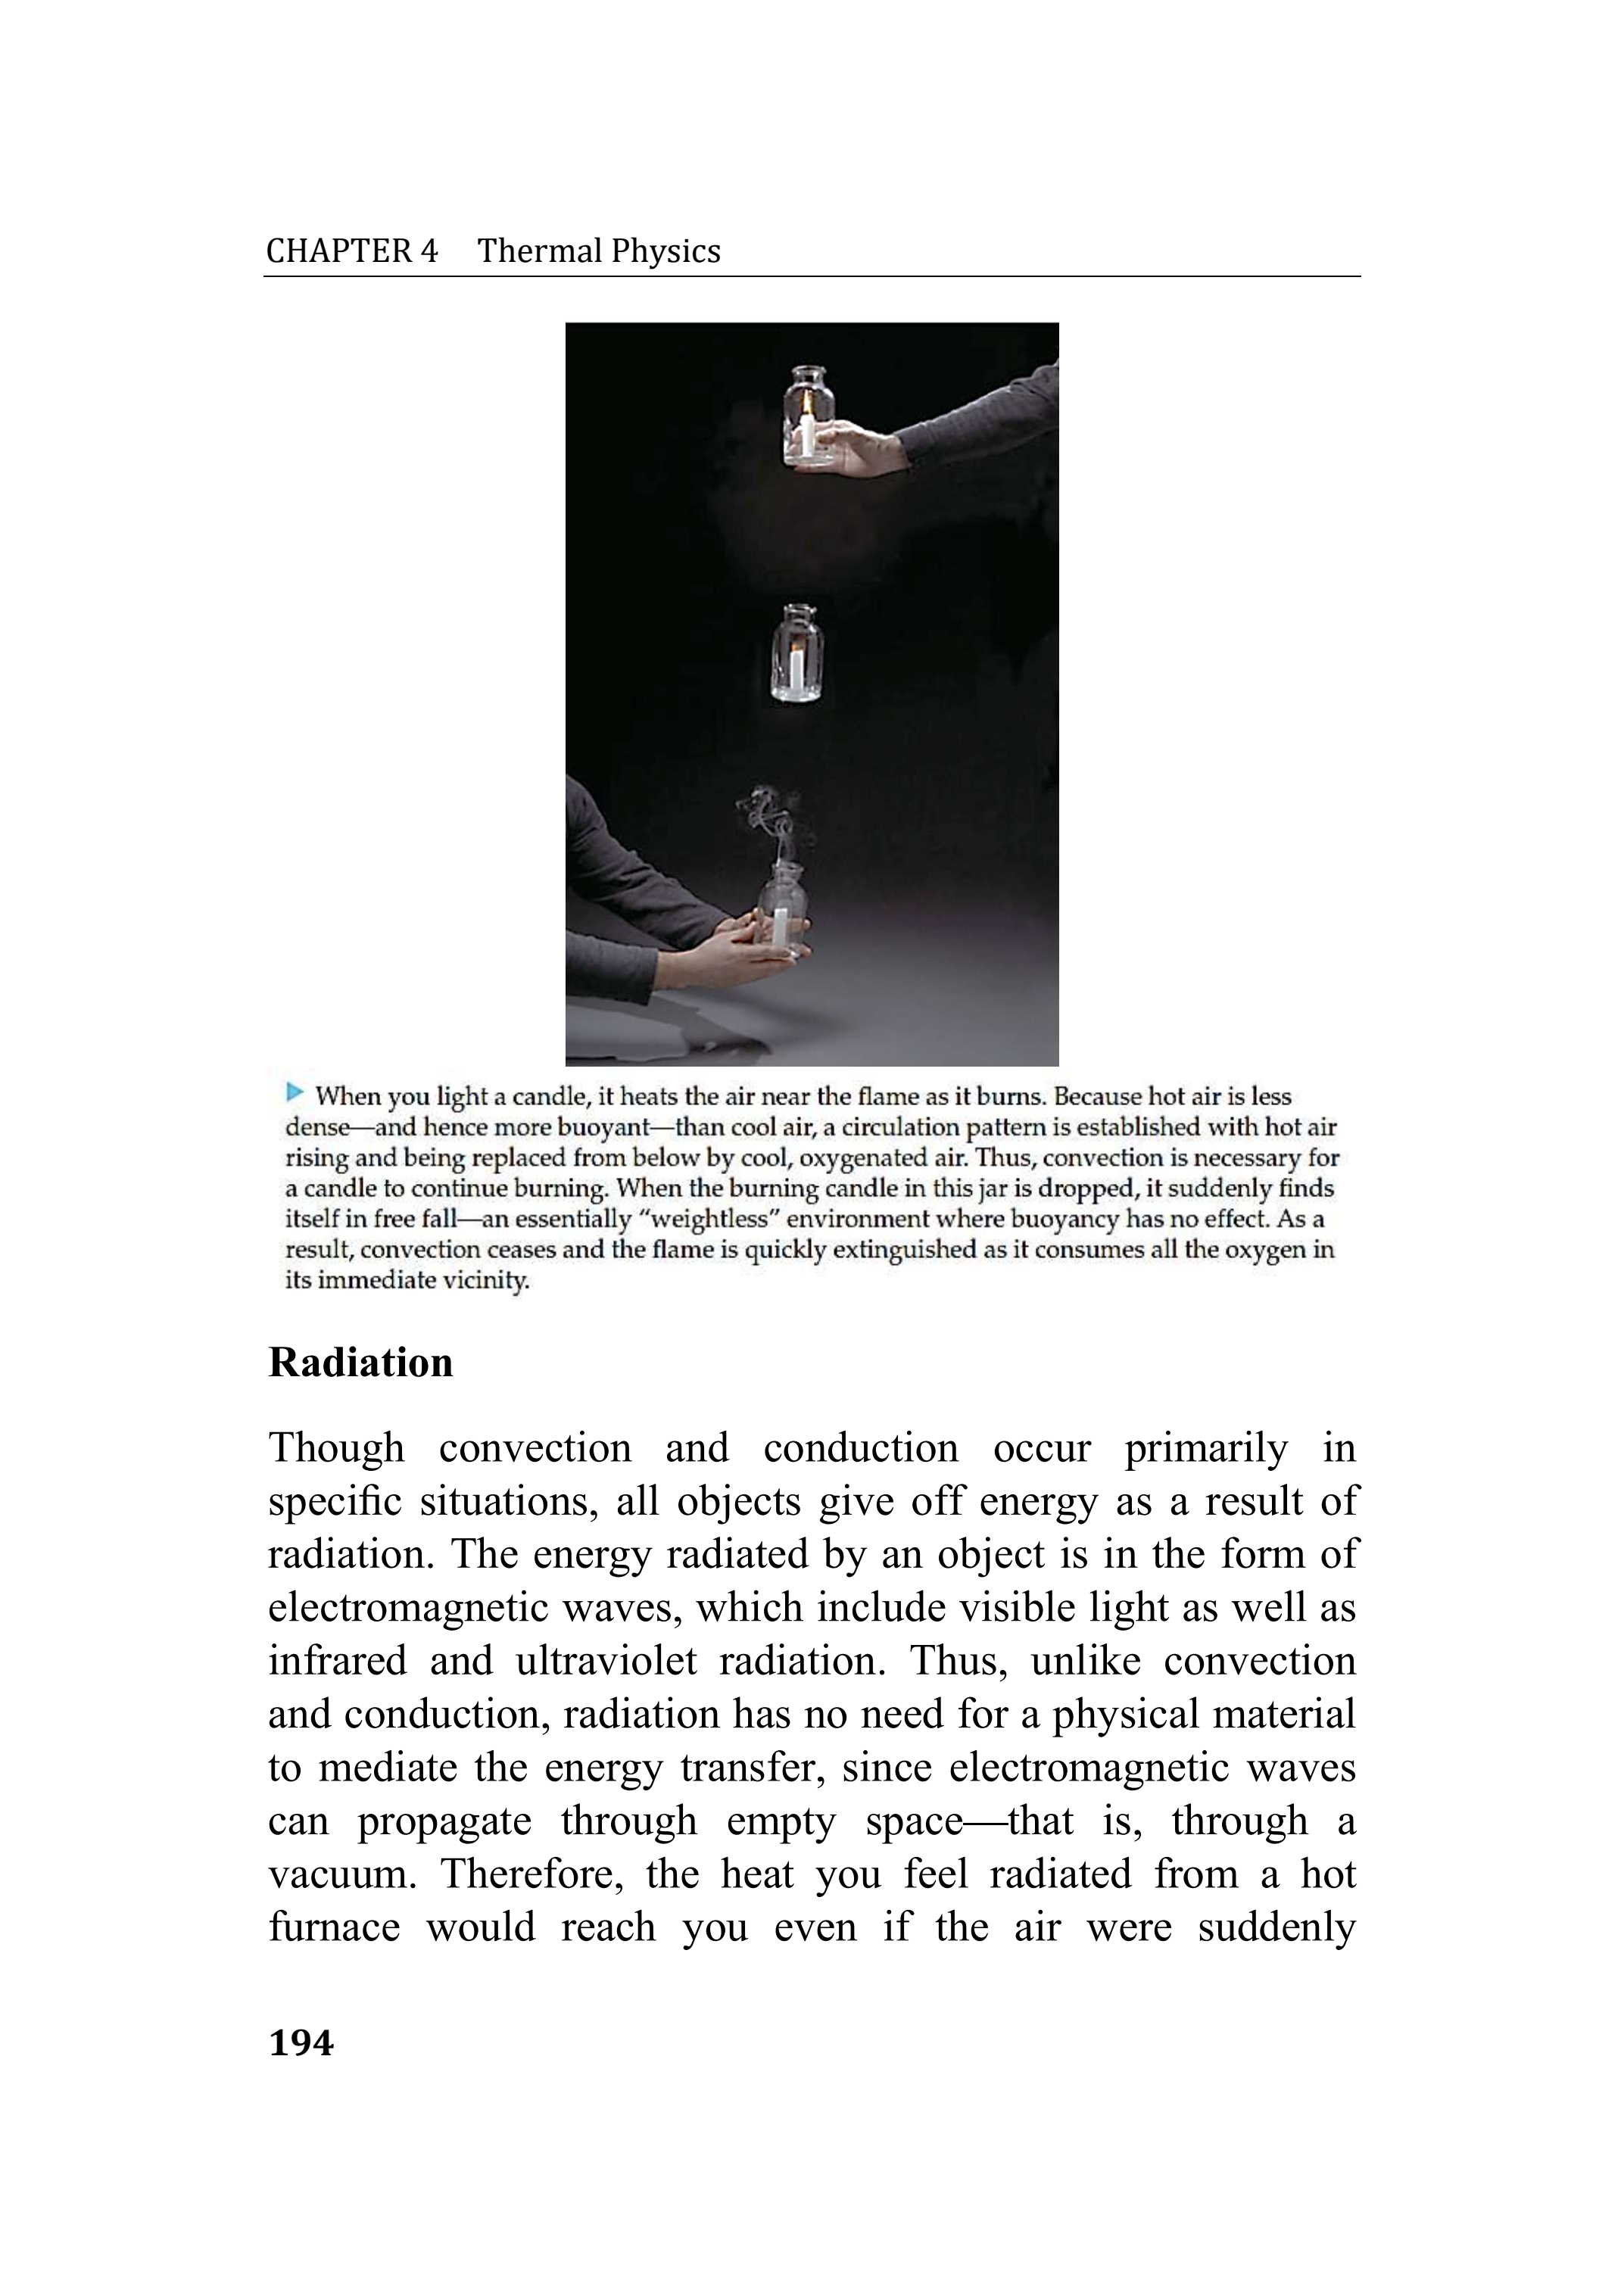 CHAPTER 4 Thermal Physics
▶ When you light a candle, it heats the air near the flame as it burns. Because hot air is less
dense—and hence more buoyant—than cool air, a circulation pattern is established with hot air
rising and being replaced from below by cool, oxygenated air. Thus, convection is necessary for
a candle to continue burning. When the burning candle in this jar is dropped, it suddenly finds
itself in free fall—an essentially “weightless” environment where buoyancy has no effect. As a
result, convection ceases and the flame is quickly extinguished as it consumes all the oxygen in
its immediate vicinity.
Radiation
Though convection and conduction occur primarily in
specific situations, all objects give off energy as a result of
radiation. The energy radiated by an object is in the form of
electromagnetic waves, which include visible light as well as
infrared and ultraviolet radiation. Thus, unlike convection
and conduction, radiation has no need for a physical material
to mediate the energy transfer, since electromagnetic waves
can propagate through empty space—that is, through a
vacuum. Therefore, the heat you feel radiated from a hot
furnace would reach you even if the air were suddenly
194